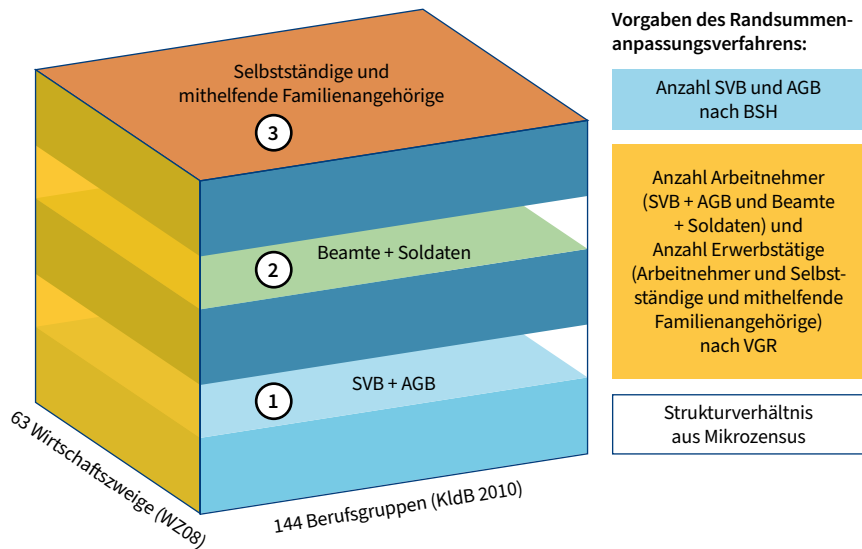 Selbstständige und
mithelfende Familienangehörige
3
Beamte + Soldaten
2
SVB + AGB
1
63 Wirtschaftszweige (WZ08)
144 Berufsgruppen (KldB 2010)
Vorgaben des Randsummen-
anpassungsverfahrens:
Anzahl SVB und AGB
nach BSH
Anzahl Arbeitnehmer
(SVB + AGB und Beamte
+ Soldaten) und
Anzahl Erwerbstätige
(Arbeitnehmer und Selbst-
ständige und mithelfende
Familienangehörige)
nach VGR
Strukturverhältnis
aus Mikrozensus